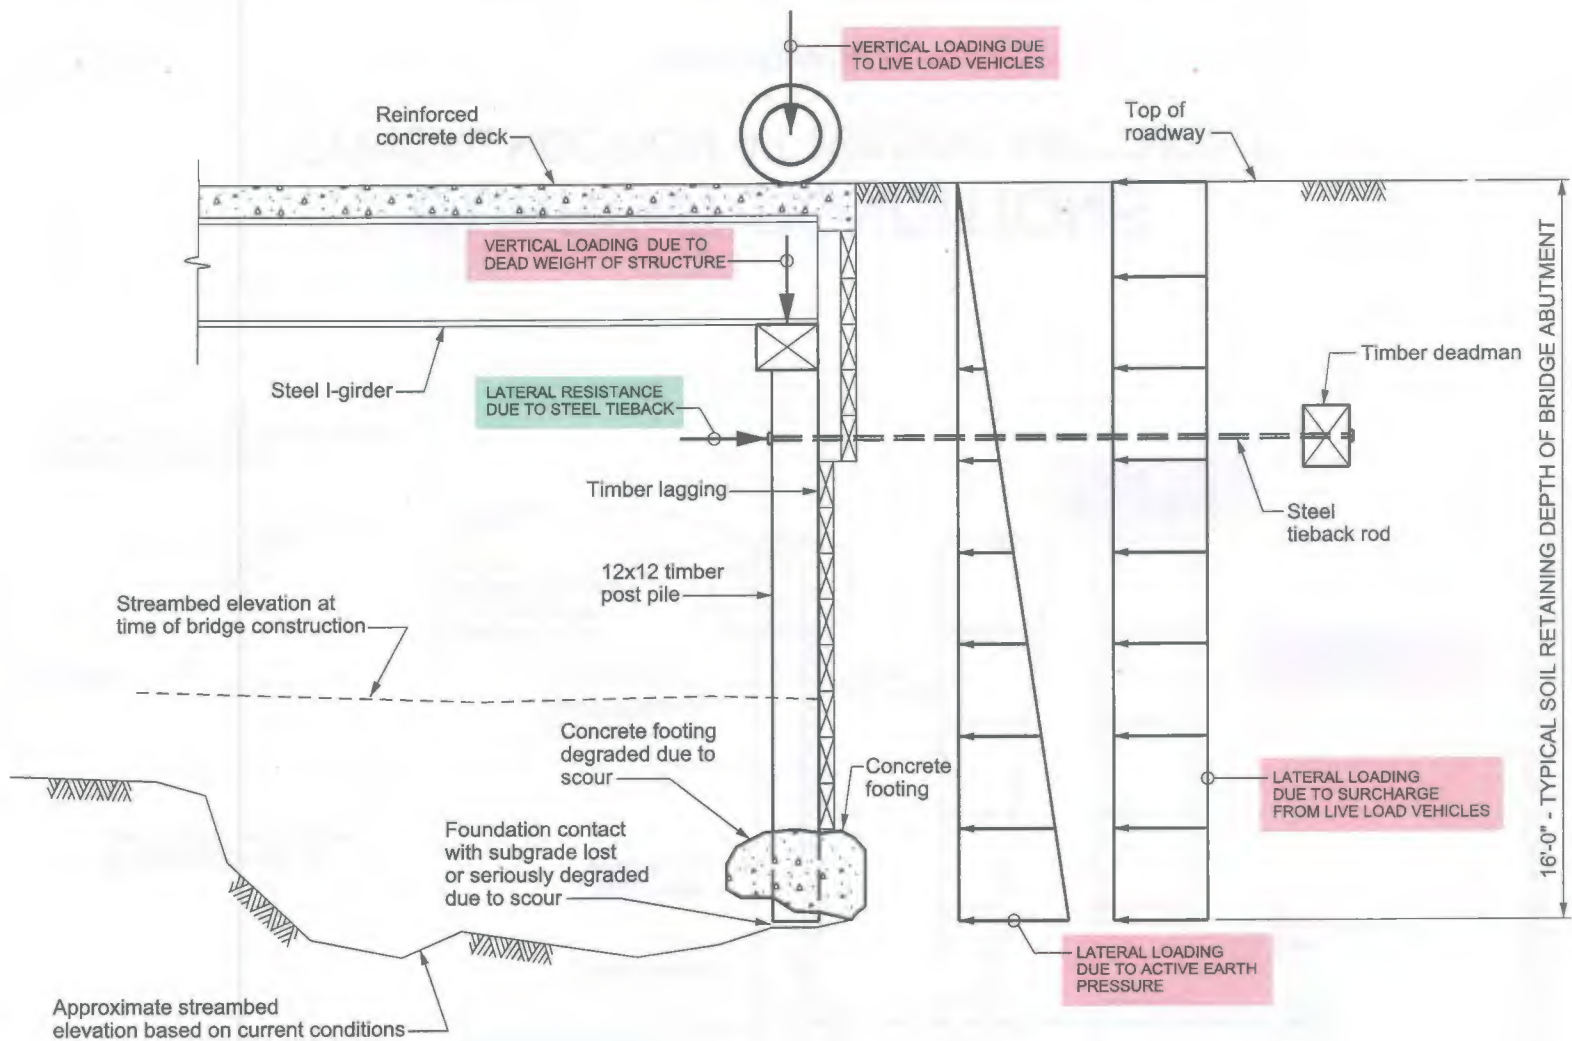 VERTICAL LOADING DUE
TO LIVE LOAD VEHICLES
Reinforced
concrete deck
Top of
roadway
VERTICAL LOADING DUE TO
DEAD WEIGHT OF STRUCTURE
Steel I-girder
LATERAL RESISTANCE
DUE TO STEEL TIEBACK
Timber deadman
Timber lagging
Steel
tieback rod
12x12 timber
post pile
Streambed elevation at
time of bridge construction
Concrete footing
degraded due to
scour
Concrete
footing
Foundation contact
with subgrade lost
or seriously degraded
due to scour
LATERAL LOADING
DUE TO SURCHARGE
FROM LIVE LOAD VEHICLES
LATERAL LOADING
DUE TO ACTIVE EARTH
PRESSURE
Approximate streambed
elevation based on current conditions
16'-0" - TYPICAL SOIL RETAINING DEPTH OF BRIDGE ABUTMENT